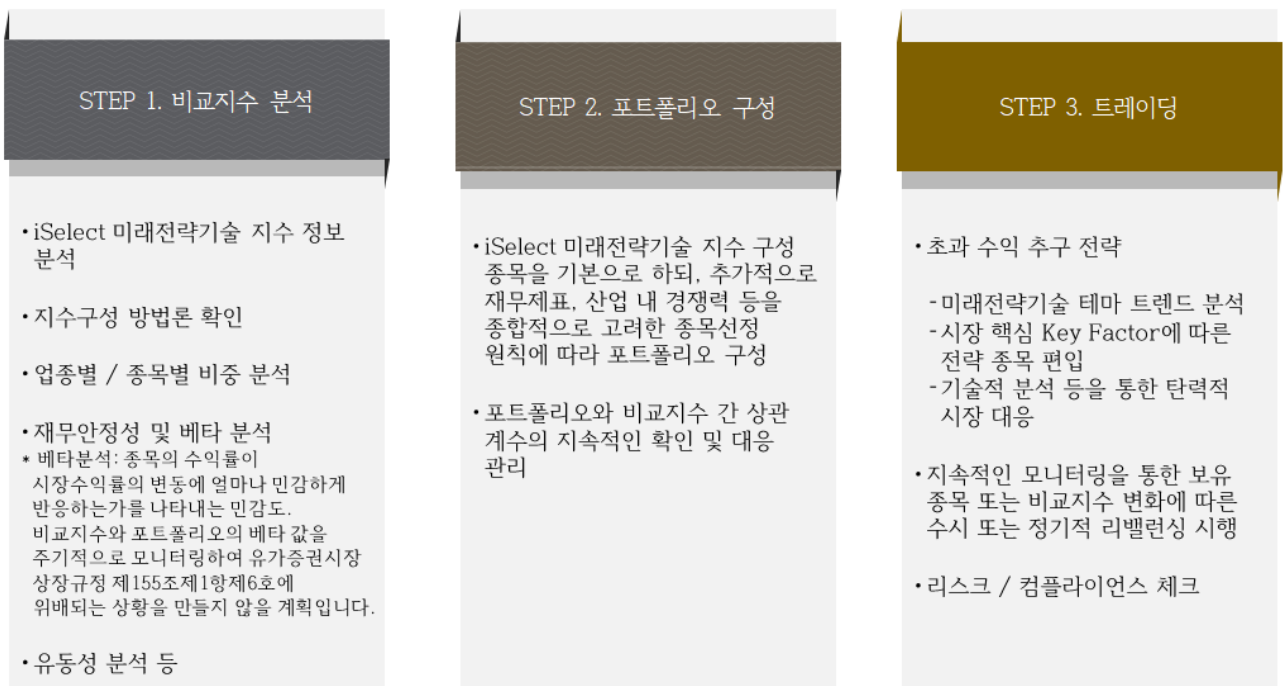 STEP 1. 비교지수 분석
• iSelect 미래전략기술 지수 정보
분석
• 지수구성 방법론 확인
• 업종별 / 종목별 비중 분석
• 재무안정성 및 베타 분석
* 베타분석: 종목의 수익률이
시장수익률의 변동에 얼마나 민감하게
반응하는가를 나타내는 민감도.
비교지수와 포트폴리오의 베타 값을
주기적으로 모니터링하여 유가증권시장
상장규정 제155조제1항제6호에
위배되는 상황을 만들지 않을 계획입니다.
• 유동성 분석 등
STEP 2. 포트폴리오 구성
• iSelect 미래전략기술 지수 구성
종목을 기본으로 하되, 추가적으로
재무제표, 산업 내 경쟁력 등을
종합적으로 고려한 종목선정
원칙에 따라 포트폴리오 구성
• 포트폴리오와 비교지수 간 상관
계수의 지속적인 확인 및 대응
관리
STEP 3. 트레이딩
• 초과 수익 추구 전략
- 미래전략기술 테마 트렌드 분석
- 시장 핵심 Key Factor에 따른
전략 종목 편입
- 기술적 분석 등을 통한 탄력적
시장 대응
• 지속적인 모니터링을 통한 보유
종목 또는 비교지수 변화에 따른
수시 또는 정기적 리밸런싱 시행
• 리스크 / 컴플라이언스 체크